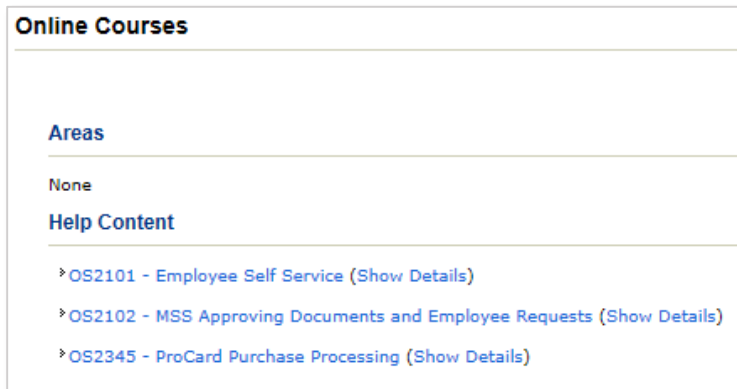 Online Courses
Areas
None
Help Content
OS2101 - Employee Self Service (Show Details)
OS2102 - MSS Approving Documents and Employee Requests (Show Details)
OS2345 - ProCard Purchase Processing (Show Details)